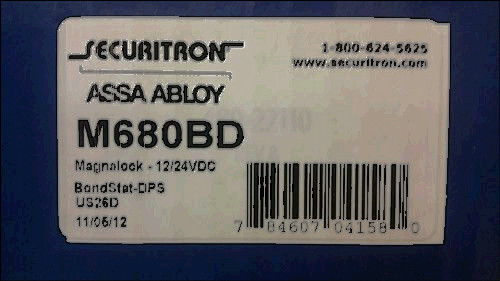 SECURITRON
1-800-624-5625
www.securitron.com
ASSA ABLOY
M680BD
Magnalock - 12/24VDC
BondStat-DPS
US26D
11/06/12
7 84607 04158 0